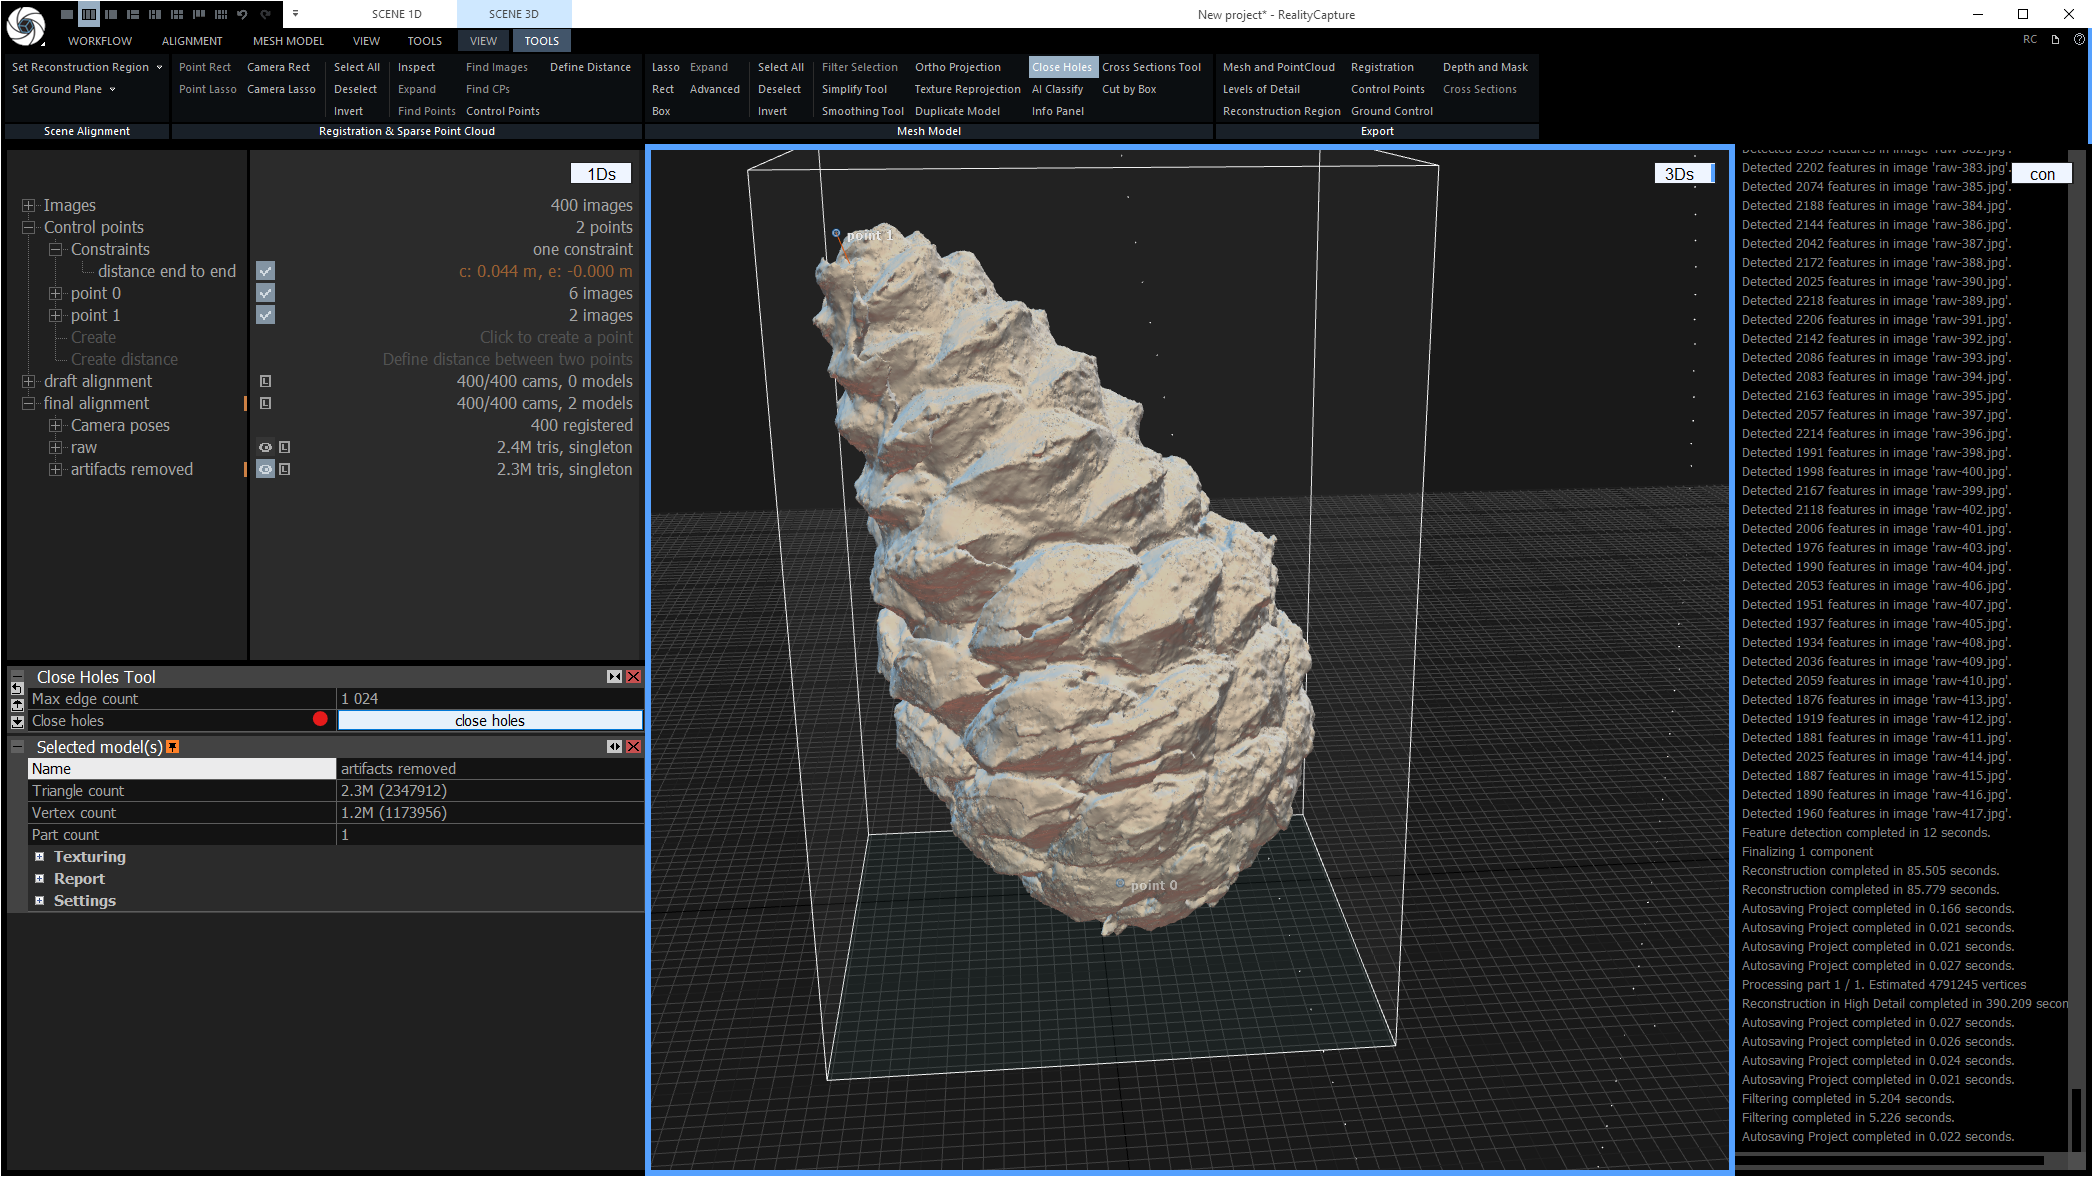 SCENE 1D
SCENE 3D
New project* - RealityCapture
WORKFLOW
ALIGNMENT
MESH MODEL
VIEW
TOOLS
VIEW
TOOLS
RC
Set Reconstruction Region
Point Rect
Camera Rect
Select All
Inspect
Find Images
Define Distance
Lasso
Expand
Select All
Filter Selection
Ortho Projection
Close Holes
Cross Sections Tool
Mesh and PointCloud
Registration
Depth and Mask
Set Ground Plane
Point Lasso
Camera Lasso
Deselect
Expand
Find CPs
Rect
Advanced
Deselect
Simplify Tool
Texture Reprojection
AI Classify
Cut by Box
Levels of Detail
Control Points
Cross Sections
Invert
Find Points
Control Points
Box
Invert
Smoothing Tool
Duplicate Model
Info Panel
Reconstruction Region
Ground Control
Scene Alignment
Registration & Sparse Point Cloud
Mesh Model
Export
1Ds
Images
400 images
Control points
2 points
Constraints
one constraint
distance end to end
c: 0.044 m, e: -0.000 m
point 0
6 images
point 1
2 images
Create
Click to create a point
Create distance
Define distance between two points
draft alignment
400/400 cams, 0 models
final alignment
400/400 cams, 2 models
Camera poses
400 registered
raw
2.4M tris, singleton
artifacts removed
2.3M tris, singleton
Close Holes Tool
Max edge count
1 024
Close holes
close holes
Selected model(s)
Name
artifacts removed
Triangle count
2.3M (2347912)
Vertex count
1.2M (1173956)
Part count
1
Texturing
Report
Settings
3Ds
point 1
point 0
con
Detected 2202 features in image 'raw-383.jpg'.
Detected 2074 features in image 'raw-385.jpg'.
Detected 2188 features in image 'raw-384.jpg'.
Detected 2144 features in image 'raw-386.jpg'.
Detected 2042 features in image 'raw-387.jpg'.
Detected 2172 features in image 'raw-388.jpg'.
Detected 2025 features in image 'raw-390.jpg'.
Detected 2218 features in image 'raw-389.jpg'.
Detected 2206 features in image 'raw-391.jpg'.
Detected 2142 features in image 'raw-392.jpg'.
Detected 2086 features in image 'raw-393.jpg'.
Detected 2083 features in image 'raw-394.jpg'.
Detected 2163 features in image 'raw-395.jpg'.
Detected 2057 features in image 'raw-397.jpg'.
Detected 2214 features in image 'raw-396.jpg'.
Detected 1991 features in image 'raw-398.jpg'.
Detected 1998 features in image 'raw-400.jpg'.
Detected 2167 features in image 'raw-399.jpg'.
Detected 2118 features in image 'raw-402.jpg'.
Detected 2006 features in image 'raw-401.jpg'.
Detected 1976 features in image 'raw-403.jpg'.
Detected 1990 features in image 'raw-404.jpg'.
Detected 2053 features in image 'raw-406.jpg'.
Detected 1951 features in image 'raw-407.jpg'.
Detected 1937 features in image 'raw-405.jpg'.
Detected 1934 features in image 'raw-408.jpg'.
Detected 2036 features in image 'raw-409.jpg'.
Detected 2059 features in image 'raw-410.jpg'.
Detected 1876 features in image 'raw-413.jpg'.
Detected 1919 features in image 'raw-412.jpg'.
Detected 1881 features in image 'raw-411.jpg'.
Detected 2025 features in image 'raw-414.jpg'.
Detected 1887 features in image 'raw-415.jpg'.
Detected 1890 features in image 'raw-416.jpg'.
Detected 1960 features in image 'raw-417.jpg'.
Feature detection completed in 12 seconds.
Finalizing 1 component
Reconstruction completed in 85.505 seconds.
Reconstruction completed in 85.779 seconds.
Autosaving Project completed in 0.166 seconds.
Autosaving Project completed in 0.021 seconds.
Autosaving Project completed in 0.021 seconds.
Autosaving Project completed in 0.027 seconds.
Processing part 1 / 1. Estimated 4791245 vertices
Reconstruction in High Detail completed in 390.209 secon
Autosaving Project completed in 0.027 seconds.
Autosaving Project completed in 0.026 seconds.
Autosaving Project completed in 0.024 seconds.
Autosaving Project completed in 0.021 seconds.
Filtering completed in 5.204 seconds.
Filtering completed in 5.226 seconds.
Autosaving Project completed in 0.022 seconds.